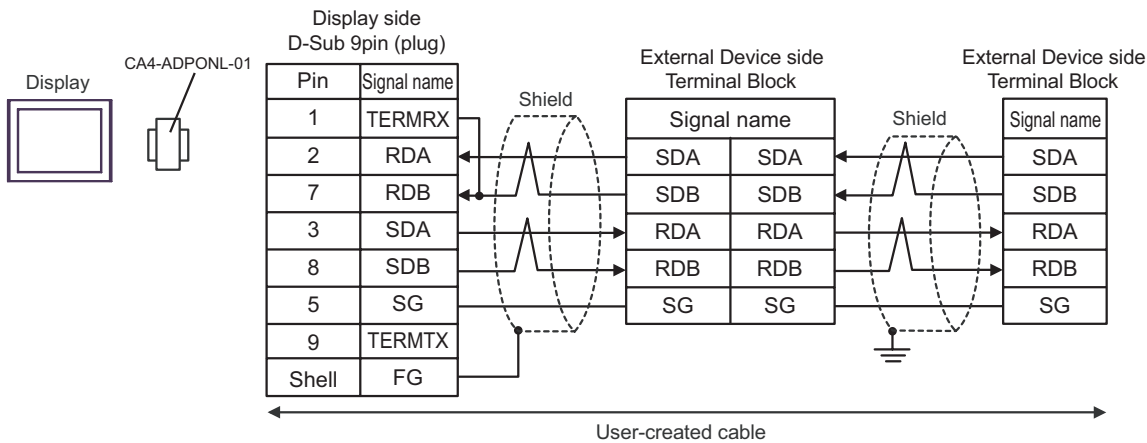 Display side
D-Sub 9pin (plug)
CA4-ADPONL-01
Display
External Device side
Terminal Block
External Device side
Terminal Block
Pin Signal name
Shield
Signal name
Shield
Signal name
1 TERMRX
2 RDA SDA SDA SDA
7 RDB SDB SDB SDB
3 SDA RDA RDA RDA
8 SDB RDB RDB RDB
5 SG SG SG SG
9 TERMTX
Shell FG
User-created cable